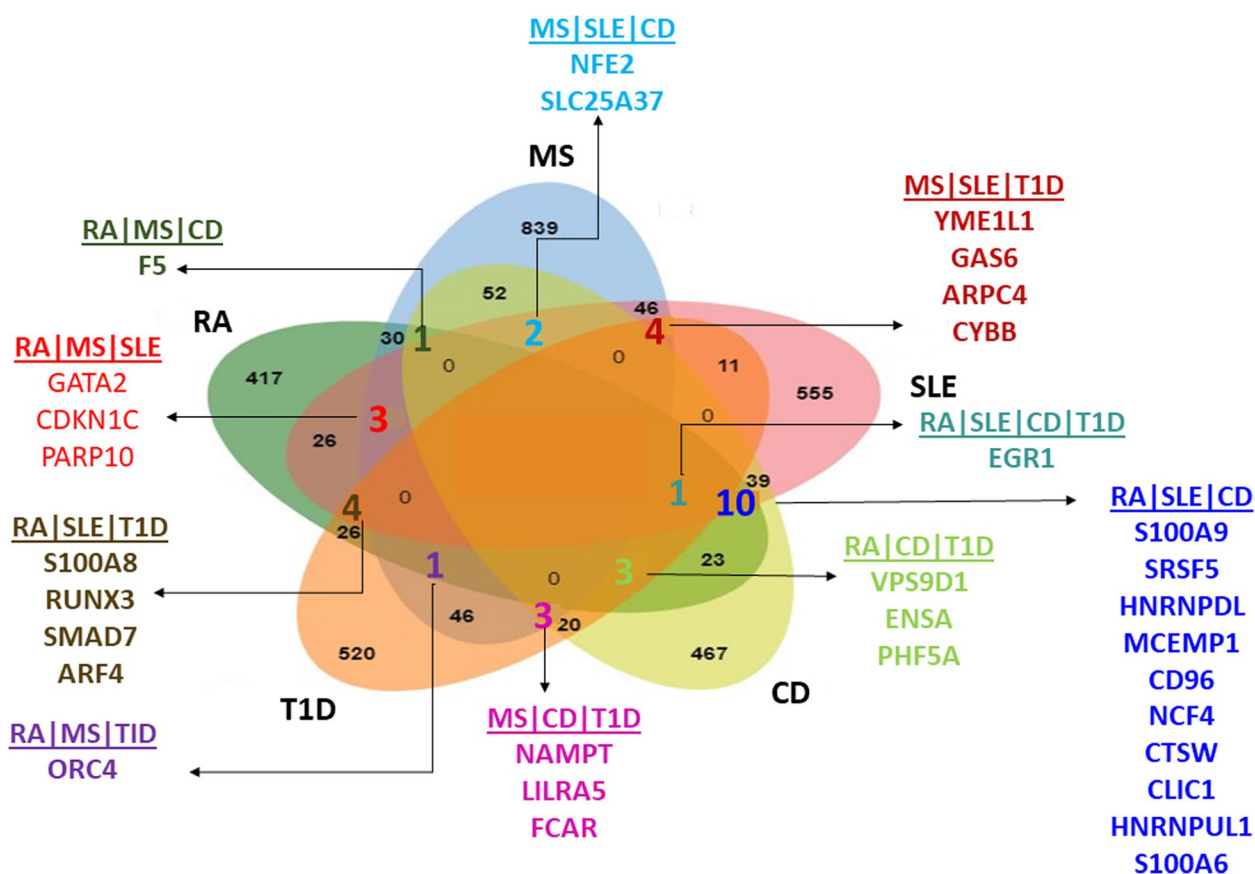 MS|SLE|CD
NFE2
SLC25A37
MS
MS|SLE|T1D
YME1L1
GAS6
ARPC4
CYBB
RA|MS|CD
F5
839
52
46
RA
30
1
2
4
0
0
RA|MS|SLE
GATA2
CDKN1C
PARP10
417
11
555
SLE
3
26
0
RA|SLE|CD|T1D
EGR1
39
1
10
4
0
26
RA|SLE|CD
S100A9
SRSF5
HNRNPDL
MCEMP1
CD96
NCF4
CTSW
CLIC1
HNRNPUL1
S100A6
RA|SLE|T1D
S100A8
RUNX3
SMAD7
ARF4
1
0
3
23
RA|CD|T1D
VPS9D1
ENSA
PHF5A
46
3
20
520
467
T1D
CD
RA|MS|TID
ORC4
MS|CD|T1D
NAMPT
LILRA5
FCAR